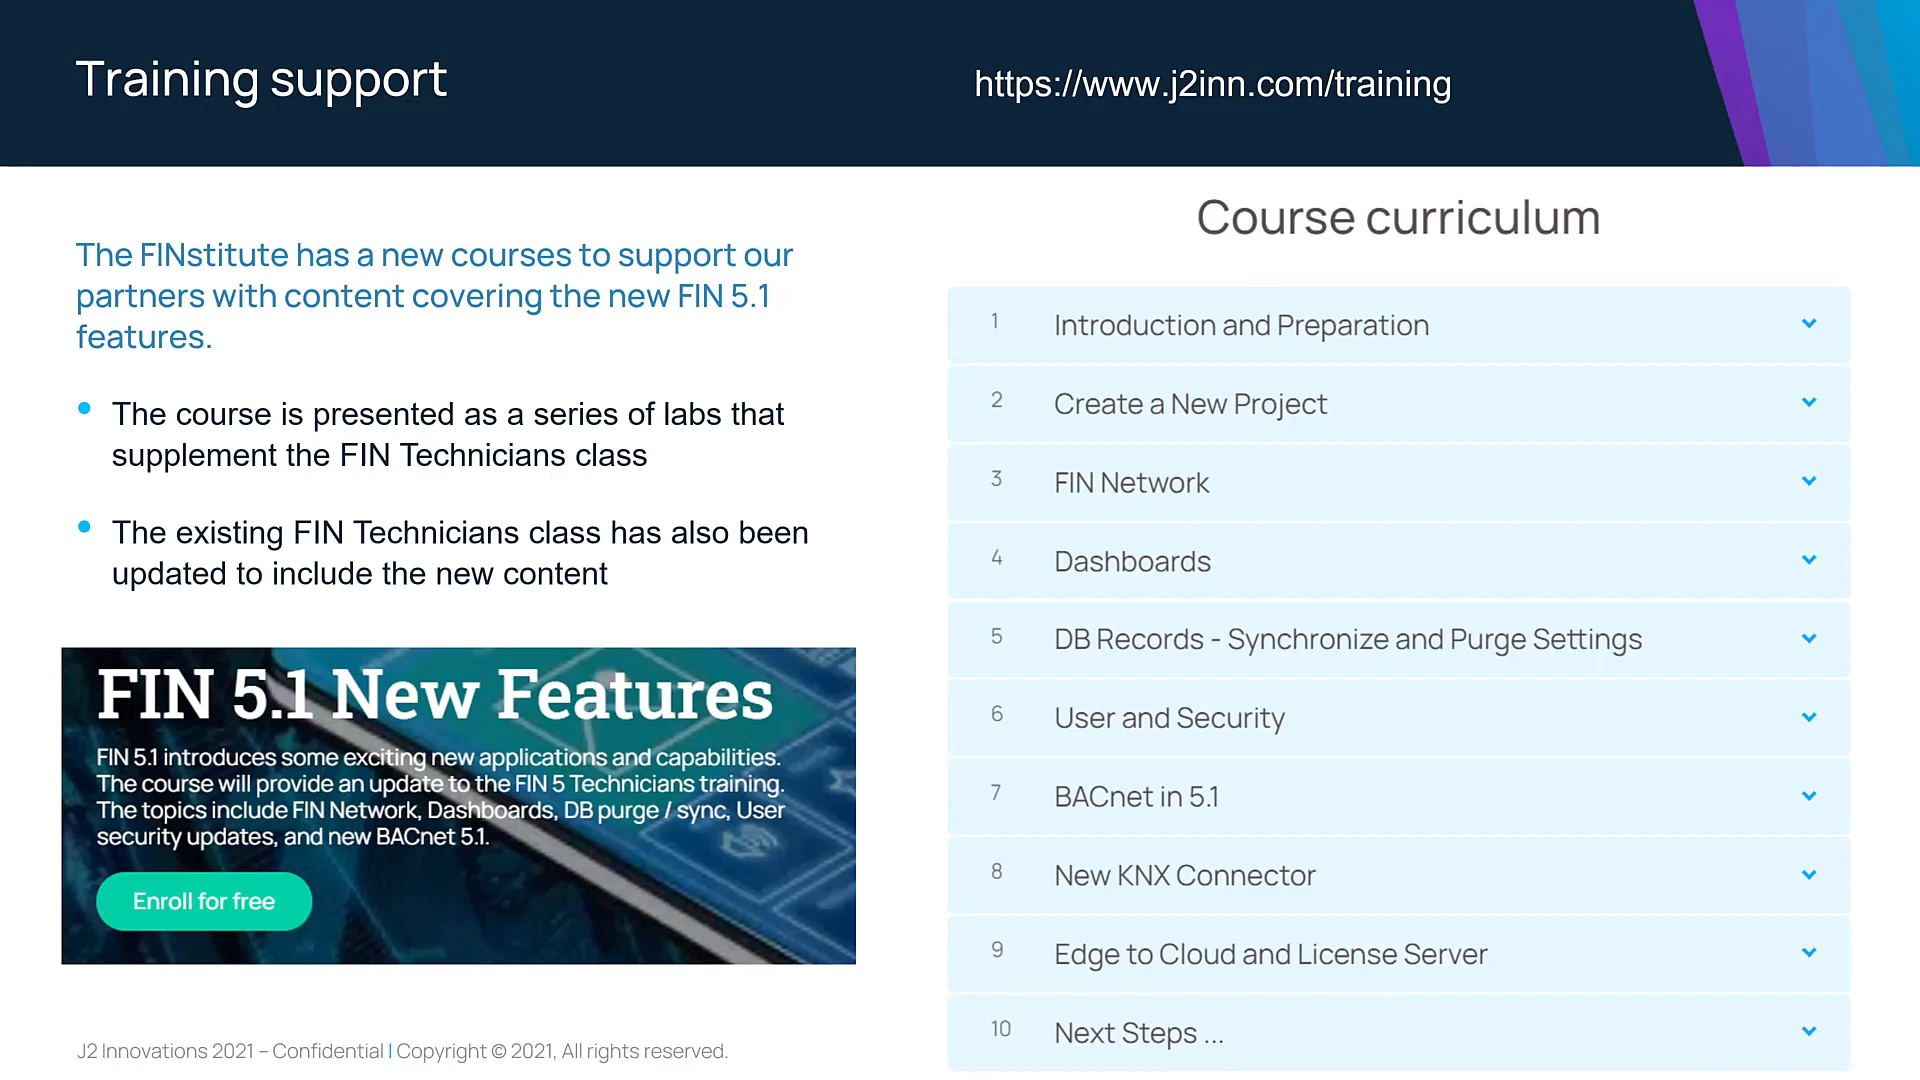 Training support
https://www.j2inn.com/training
The FINstitute has a new courses to support our
partners with content covering the new FIN 5.1
features.
• The course is presented as a series of labs that
supplement the FIN Technicians class
• The existing FIN Technicians class has also been
updated to include the new content
FIN 5.1 New Features
FIN 5.1 introduces some exciting new applications and capabilities.
The course will provide an update to the FIN 5 Technicians training.
The topics include FIN Network, Dashboards, DB purge / sync, User
security updates, and new BACnet 5.1.
Enroll for free
Course curriculum
1 Introduction and Preparation
2 Create a New Project
3 FIN Network
4 Dashboards
5 DB Records - Synchronize and Purge Settings
6 User and Security
7 BACnet in 5.1
8 New KNX Connector
9 Edge to Cloud and License Server
10 Next Steps ...
J2 Innovations 2021 – Confidential | Copyright © 2021, All rights reserved.